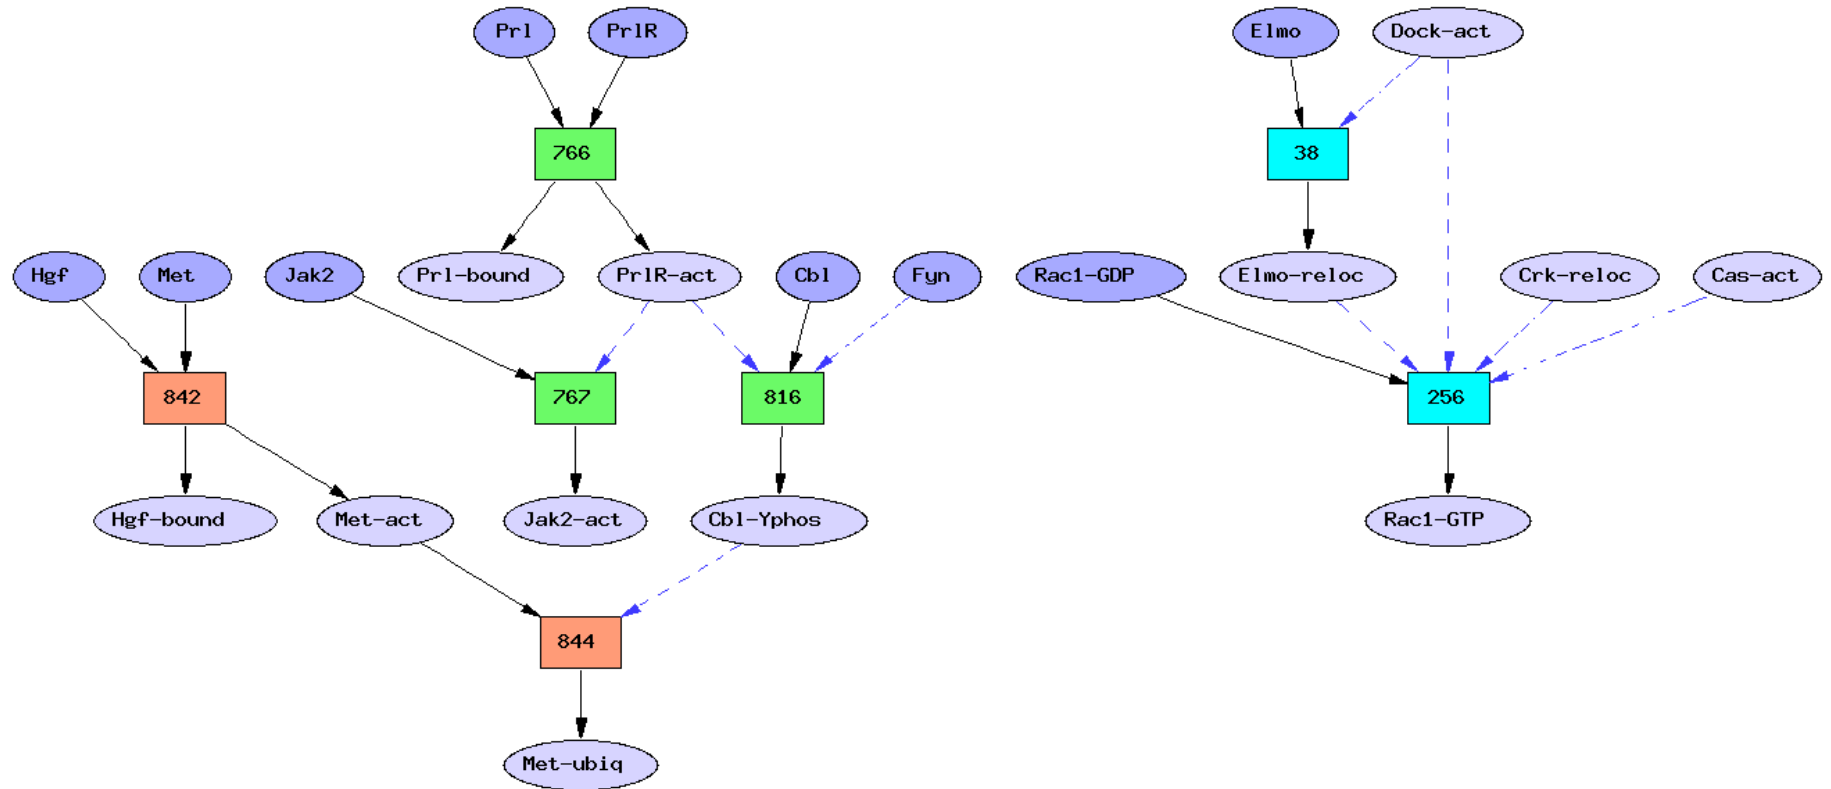 Prl
PrlR
Elmo
Dock-act
766
38
Hgf
Met
Jak2
Prl-bound
PrlR-act
Cbl
Fyn
Rac1-GDP
Elmo-reloc
Crk-reloc
Cas-act
842
767
816
256
Hgf-bound
Met-act
Jak2-act
Cbl-Yphos
Rac1-GTP
844
Met-ubiq